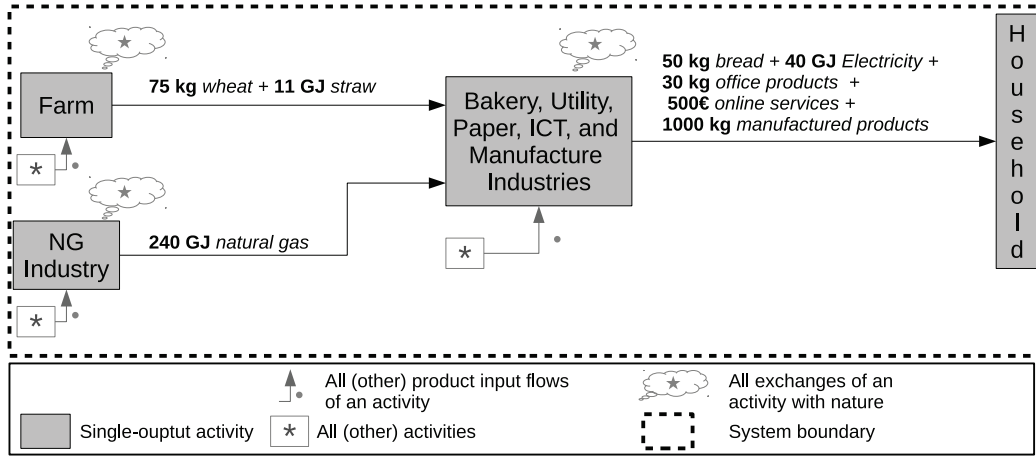 Farm
75 kg wheat + 11 GJ straw
*
NG
Industry
240 GJ natural gas
*
Bakery, Utility,
Paper, ICT, and
Manufacture
Industries
*
50 kg bread + 40 GJ Electricity +
30 kg office products +
500€ online services +
1000 kg manufactured products
H
o
u
s
e
h
o
l
d
Single-ouptut activity
All (other) product input flows
of an activity
*
All (other) activities
All exchanges of an
activity with nature
System boundary